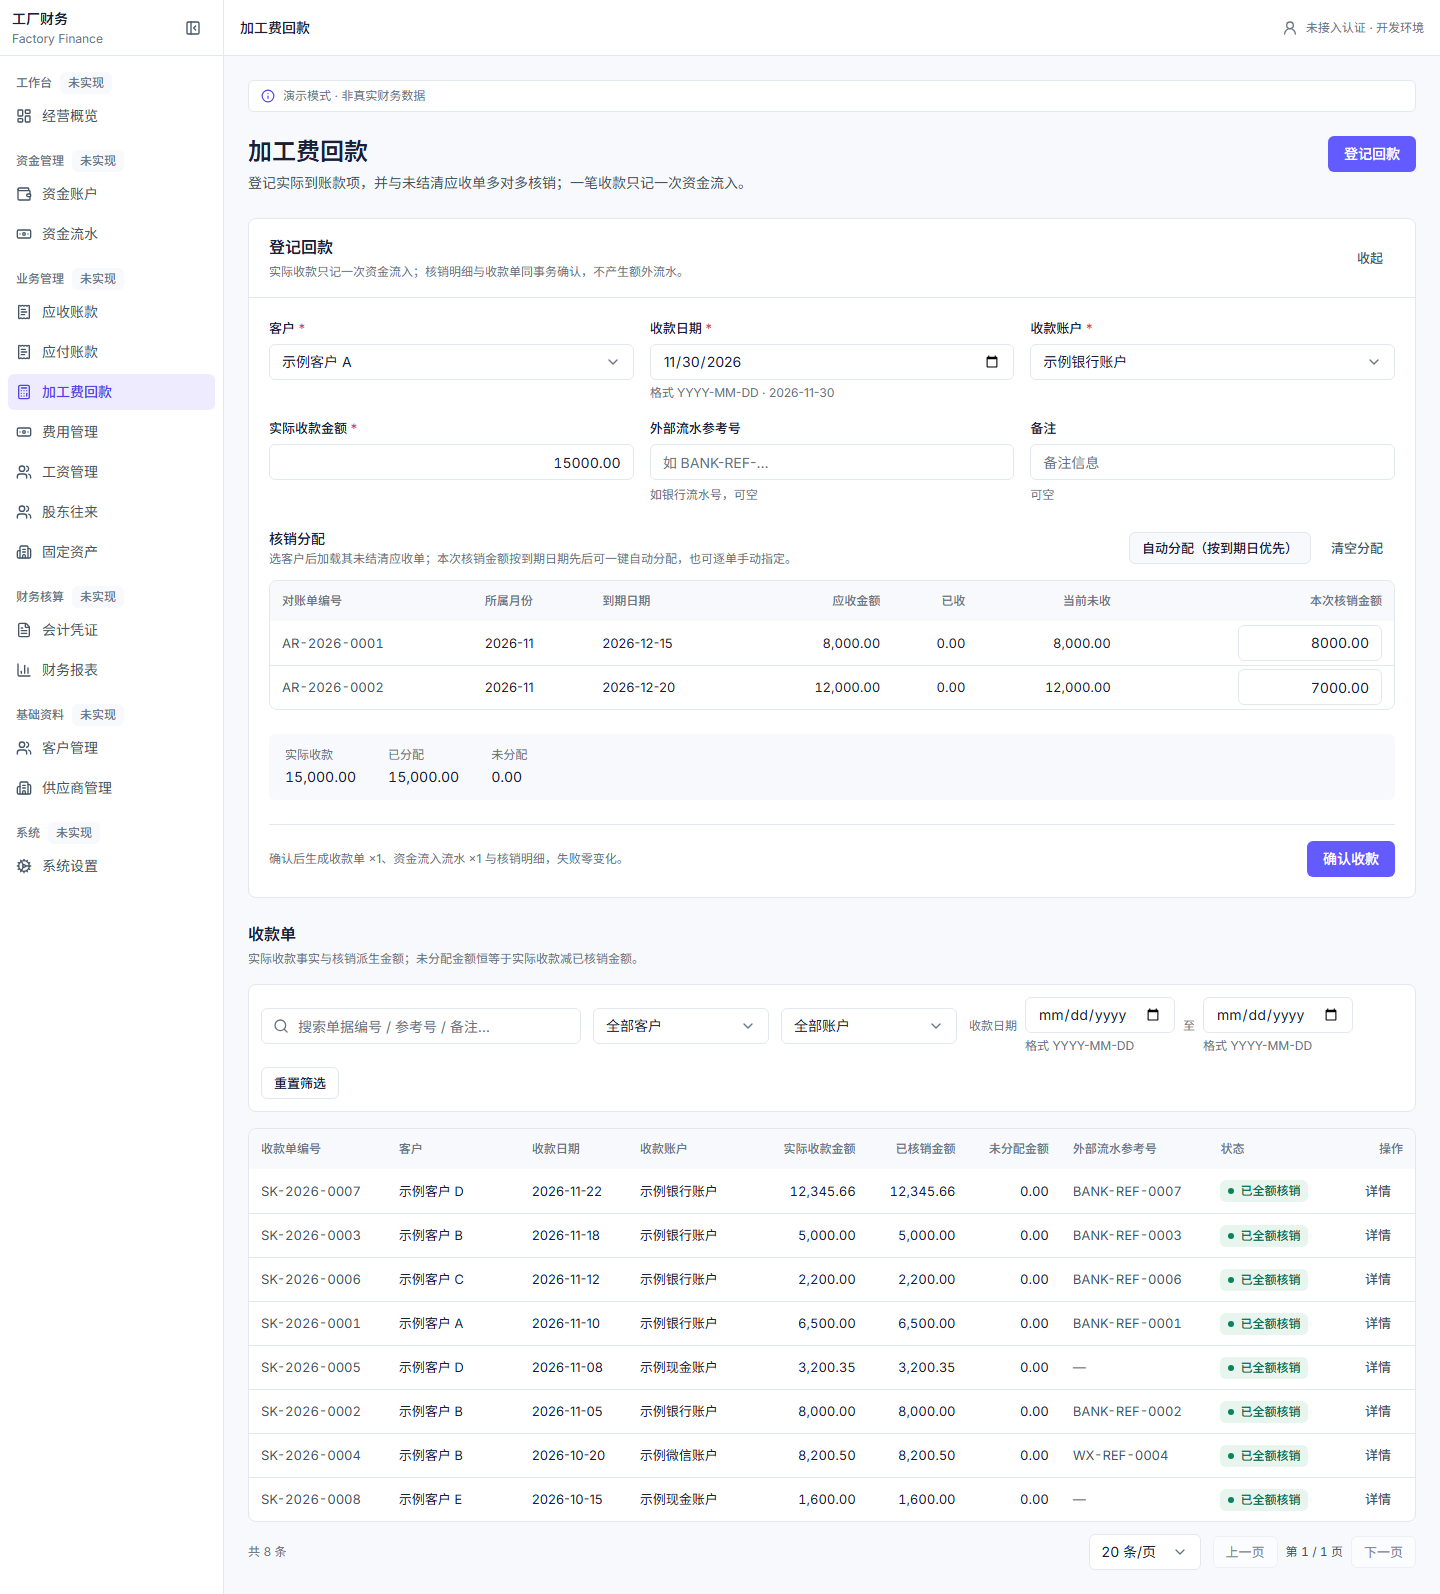 工厂财务
Factory Finance
加工费回款
未接入认证 · 开发环境
工作台 未实现
经营概览
资金管理 未实现
资金账户
资金流水
业务管理 未实现
应收账款
应付账款
加工费回款
费用管理
工资管理
股东往来
固定资产
财务核算 未实现
会计凭证
财务报表
基础资料 未实现
客户管理
供应商管理
系统 未实现
系统设置
演示模式 · 非真实财务数据
加工费回款
登记实际到账款项，并与未结清应收单多对多核销；一笔收款只记一次资金流入。
登记回款
登记回款
实际收款只记一次资金流入；核销明细与收款单同事务确认，不产生额外流水。
收起
客户 * 收款日期 * 收款账户 *
示例客户 A 11/30/2026 示例银行账户
格式 YYYY-MM-DD · 2026-11-30
实际收款金额 * 外部流水参考号 备注
15000.00 如 BANK-REF-... 备注信息
如银行流水号，可空 可空
核销分配
选客户后加载其未结清应收单；本次核销金额按到期日期先后可一键自动分配，也可逐单手动指定。
自动分配（按到期日优先） 清空分配
对账单编号 所属月份 到期日期 应收金额 已收 当前未收 本次核销金额
AR-2026-0001 2026-11 2026-12-15 8,000.00 0.00 8,000.00 8000.00
AR-2026-0002 2026-11 2026-12-20 12,000.00 0.00 12,000.00 7000.00
实际收款 已分配 未分配
15,000.00 15,000.00 0.00
确认后生成收款单 ×1、资金流入流水 ×1 与核销明细，失败零变化。
确认收款
收款单
实际收款事实与核销派生金额；未分配金额恒等于实际收款减已核销金额。
搜索单据编号 / 参考号 / 备注... 全部客户 全部账户 收款日期 mm/dd/yyyy 至 mm/dd/yyyy
格式 YYYY-MM-DD 格式 YYYY-MM-DD
重置筛选
收款单编号 客户 收款日期 收款账户 实际收款金额 已核销金额 未分配金额 外部流水参考号 状态 操作
SK-2026-0007 示例客户 D 2026-11-22 示例银行账户 12,345.66 12,345.66 0.00 BANK-REF-0007 已全额核销 详情
SK-2026-0003 示例客户 B 2026-11-18 示例银行账户 5,000.00 5,000.00 0.00 BANK-REF-0003 已全额核销 详情
SK-2026-0006 示例客户 C 2026-11-12 示例银行账户 2,200.00 2,200.00 0.00 BANK-REF-0006 已全额核销 详情
SK-2026-0001 示例客户 A 2026-11-10 示例银行账户 6,500.00 6,500.00 0.00 BANK-REF-0001 已全额核销 详情
SK-2026-0005 示例客户 D 2026-11-08 示例现金账户 3,200.35 3,200.35 0.00 — 已全额核销 详情
SK-2026-0002 示例客户 B 2026-11-05 示例银行账户 8,000.00 8,000.00 0.00 BANK-REF-0002 已全额核销 详情
SK-2026-0004 示例客户 B 2026-10-20 示例微信账户 8,200.50 8,200.50 0.00 WX-REF-0004 已全额核销 详情
SK-2026-0008 示例客户 E 2026-10-15 示例现金账户 1,600.00 1,600.00 0.00 — 已全额核销 详情
共 8 条 20 条/页 上一页 第 1 / 1 页 下一页